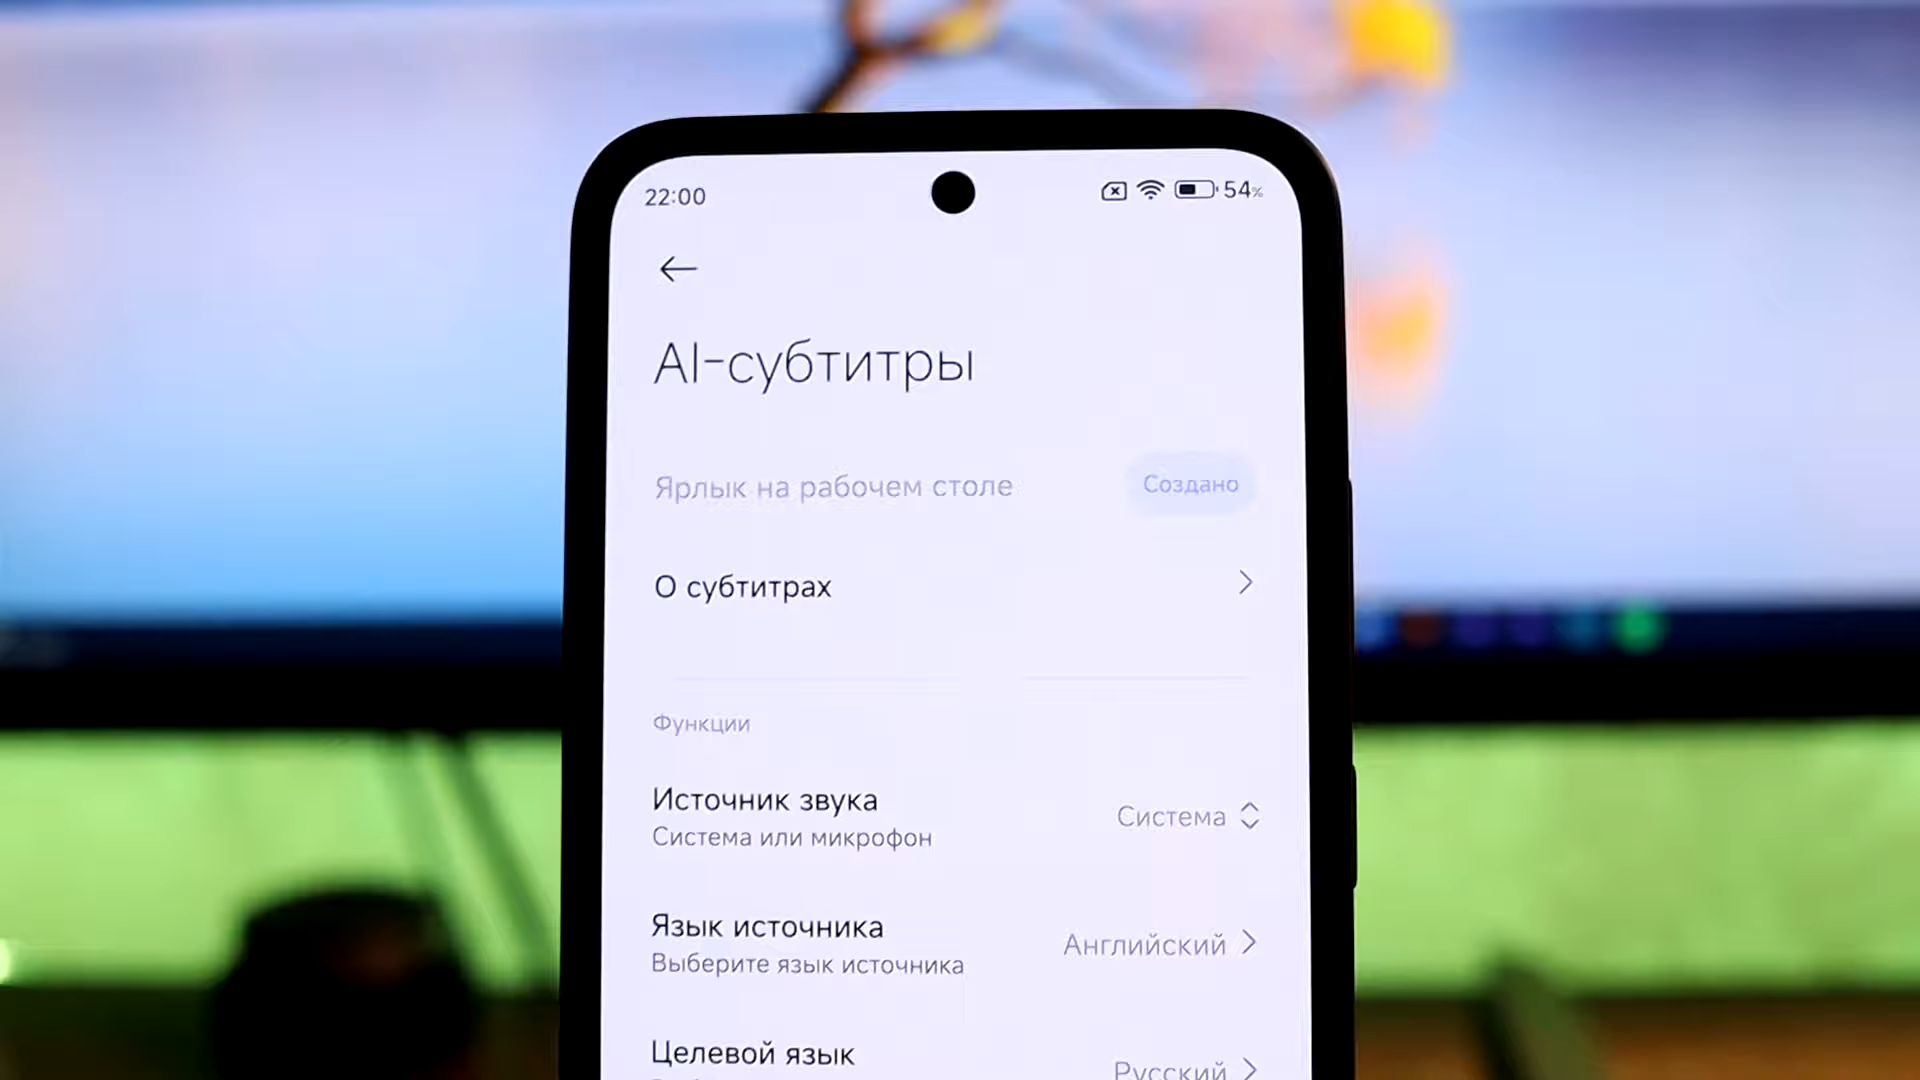 22:00 54%
AI-субтитры
Ярлык на рабочем столе Создано
О субтитрах
Функции
Источник звука
Система или микрофон
Система
Язык источника
Выберите язык источника
Английский
Целевой язык
Русский